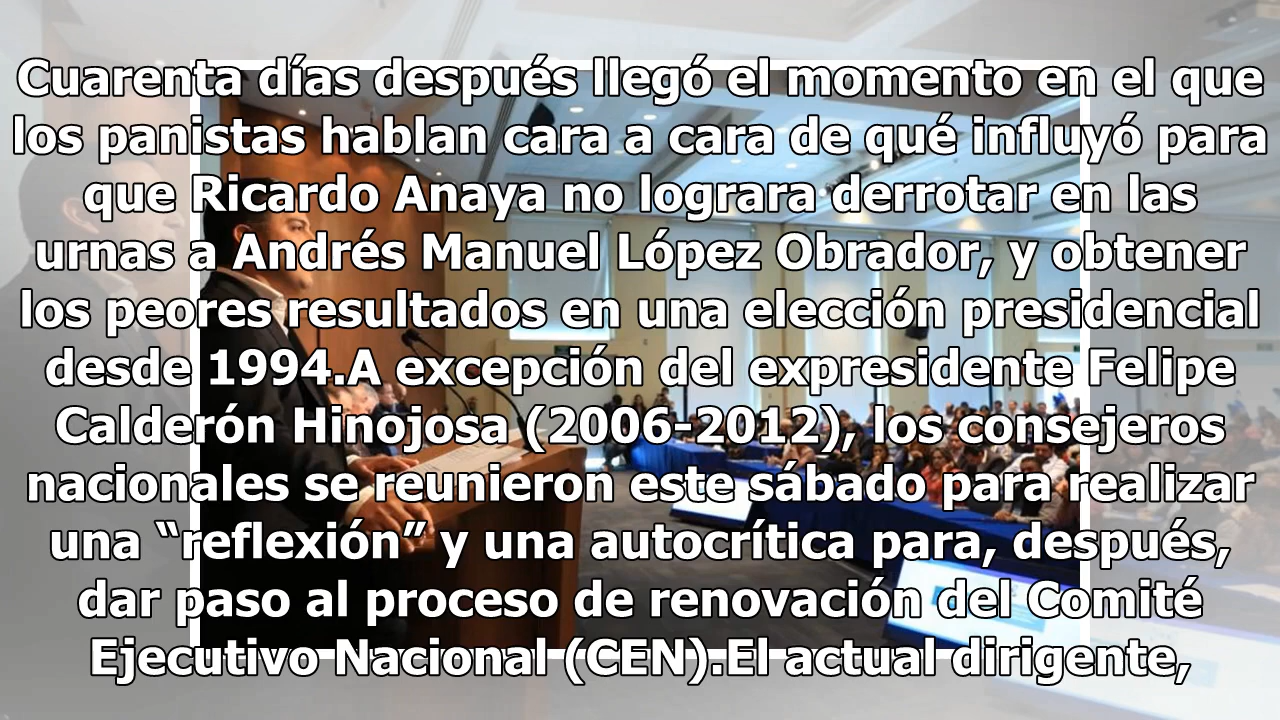 Cuarenta días después llegó el momento en el que
los panistas hablan cara a cara de qué influyó para
que Ricardo Anaya no lograra derrotar en las
urnas a Andrés Manuel López Obrador, y obtener
los peores resultados en una elección presidencial
desde 1994.A excepción del expresidente Felipe
Calderón Hinojosa (2006-2012), los consejeros
nacionales se reunieron este sábado para realizar
una “reflexión” y una autocrítica para, después,
dar paso al proceso de renovación del Comité
Ejecutivo Nacional (CEN).El actual dirigente,